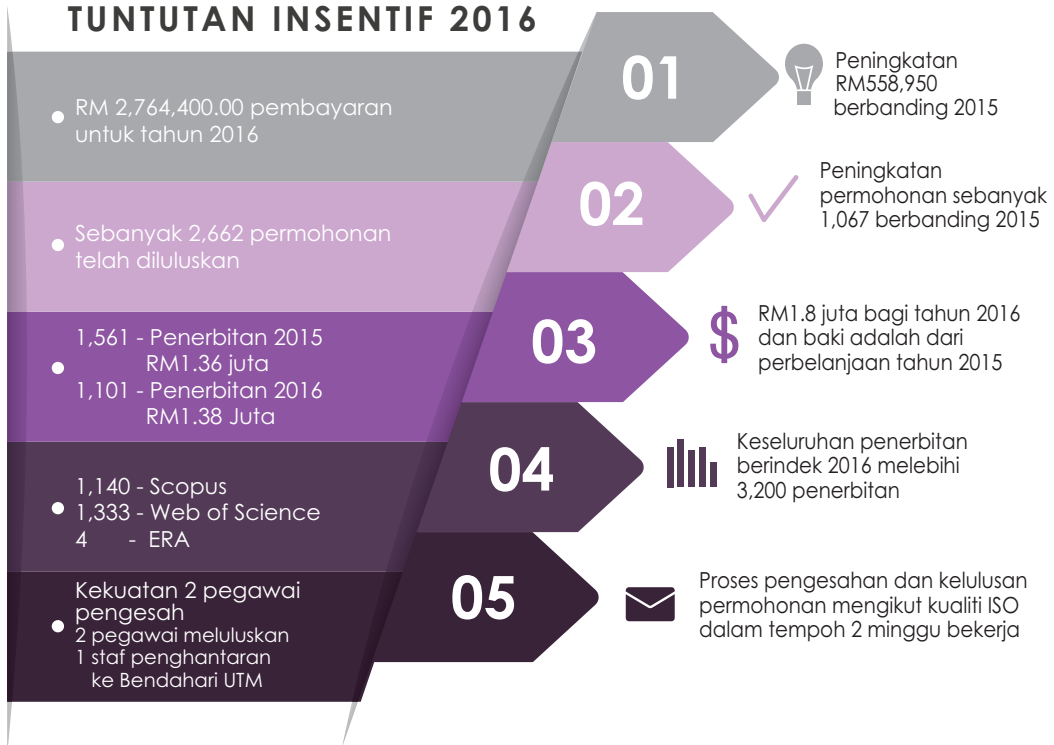 TUNTUTAN INSENTIF 2016
RM 2,764,400.00 pembayaran
untuk tahun 2016
01
Peningkatan
RM558,950
berbanding 2015
Sebanyak 2,662 permohonan
telah diluluskan
02
Peningkatan
permohonan sebanyak
1,067 berbanding 2015
1,561 - Penerbitan 2015
RM1.36 juta
1,101 - Penerbitan 2016
RM1.38 Juta
03
$
RM1.8 juta bagi tahun 2016
dan baki adalah dari
perbelanjaan tahun 2015
1,140 - Scopus
1,333 - Web of Science
4 - ERA
04
Keseluruhan penerbitan
berindek 2016 melebihi
3,200 penerbitan
Kekuatan 2 pegawai
pengesah
2 pegawai meluluskan
1 staf penghantaran
ke Bendahari UTM
05
Proses pengesahan dan kelulusan
permohonan mengikut kualiti ISO
dalam tempoh 2 minggu bekerja